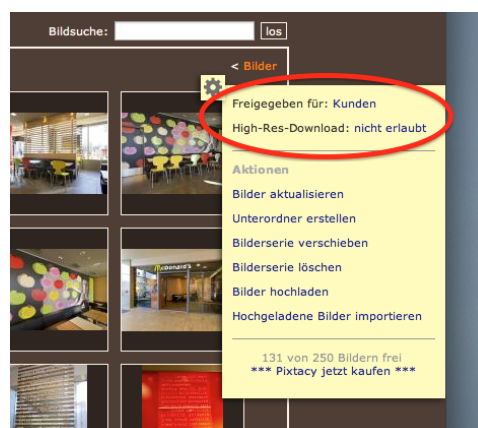 Bildsuche: los
< Bilder
Freigegeben für: Kunden
High-Res-Download: nicht erlaubt
Aktionen
Bilder aktualisieren
Unterordner erstellen
Bilderserie verschieben
Bilderserie löschen
Bilder hochladen
Hochgeladene Bilder importieren
131 von 250 Bildern frei
*** Pixtacy jetzt kaufen ***
McDonald's